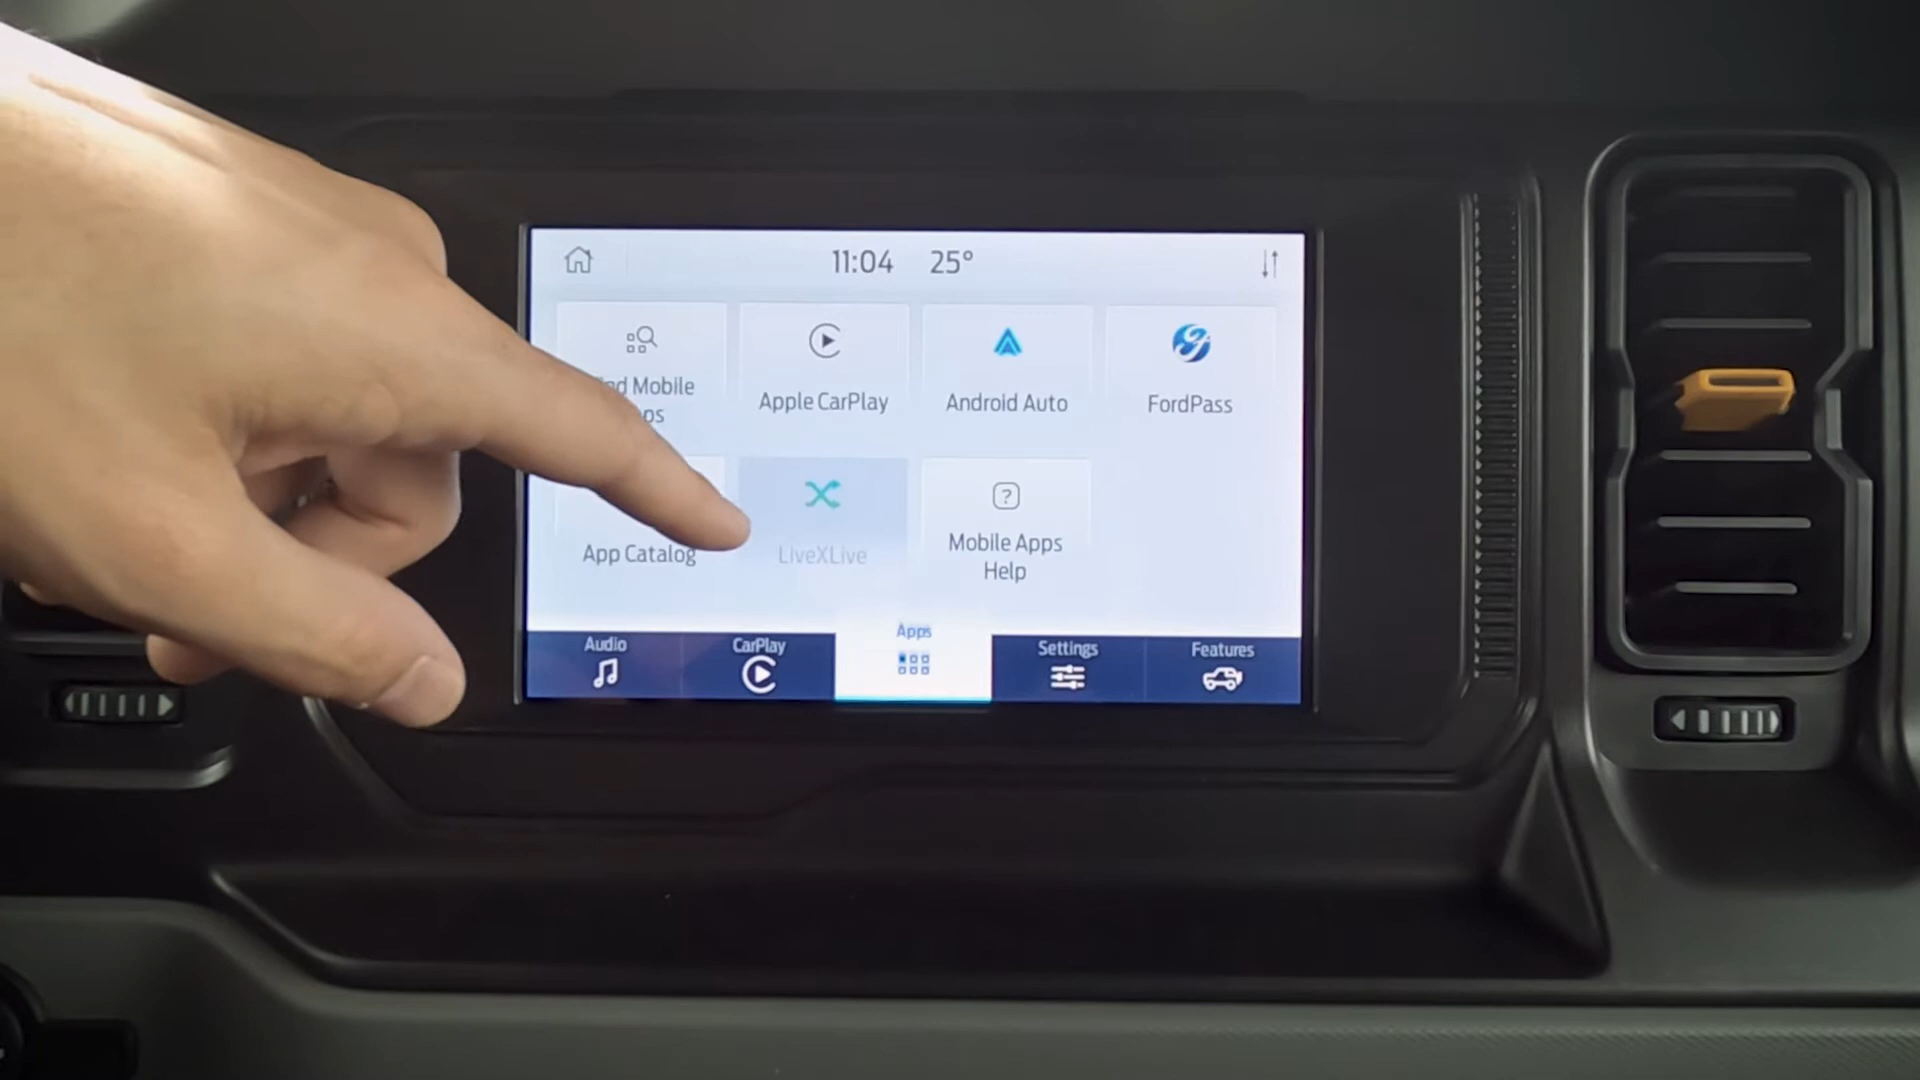 11:04 25°
nd Mobile
ps
Apple CarPlay
Android Auto
FordPass
App Catalog
LiveXLive
Mobile Apps
Help
Audio
CarPlay
Apps
Settings
Features